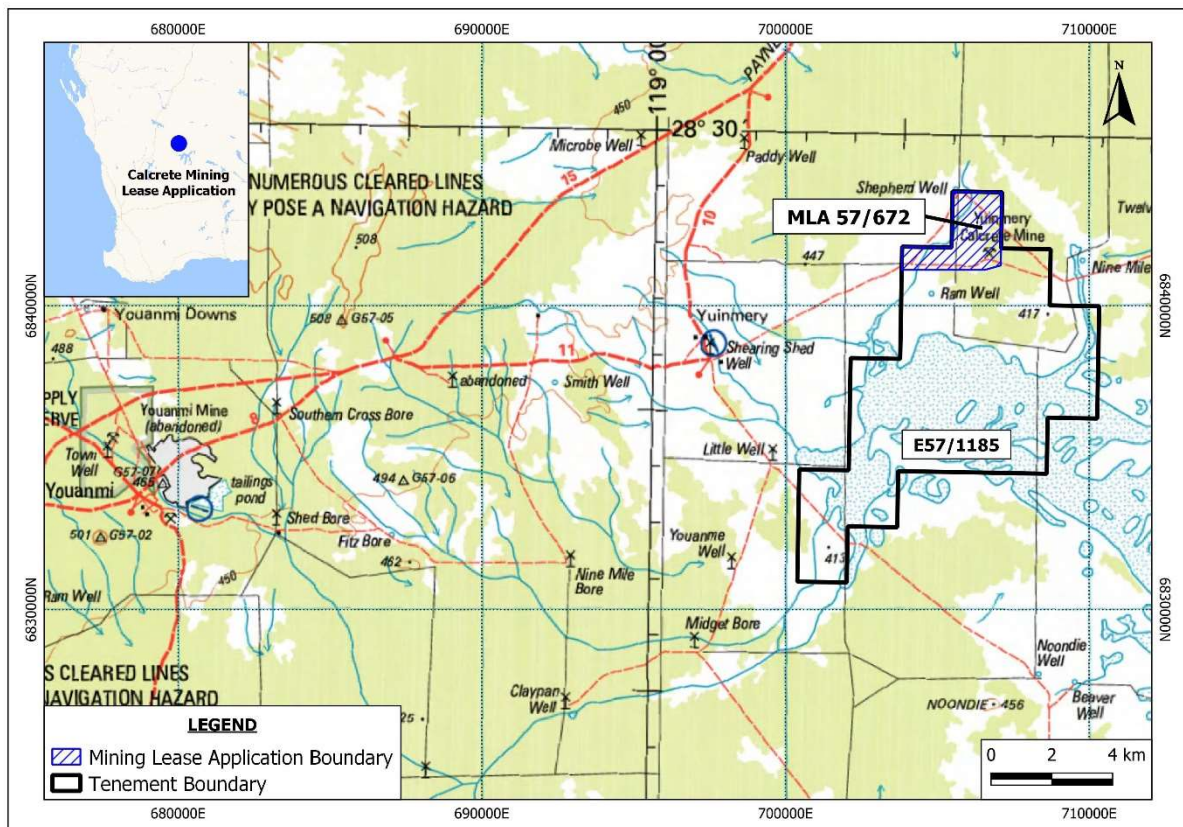 680000E
690000E
700000E
710000E
Calcrete Mining
Lease Application
119° 00
PAYNE
28° 30'
N
450
Microbe Well
Paddy Well
NUMEROUS CLEARED LINES
Y POSE A NAVIGATION HAZARD
15
10
Shepherd Well
MLA 57/672
Yuinmery
Calcrete Mine
Twelv
508
447
Nine Mile
Ram Well
6840000N
6840000N
Youanmi Downs
508
G57-05
417
Yuinmery
488
11
Shearing Shed
Well
abandoned
Smith Well
PPLY
ERVE
Youanmi Mine
(abandoned)
8
Southern Cross Bore
Town
Well
G57-07
465
Little Well
E57/1185
494
G57-06
Youanmi
tailings
pond
Shed Bore
501
G57-02
Fitz Bore
Youanme
Well
413
462
450
Nine Mile
Bore
Ram Well
6830000N
6830000N
Midget Bore
Noondie
Well
S CLEARED LINES
NAVIGATION HAZARD
Claypan
Well
Beaver
Well
NOONDIE
456
25
LEGEND
Mining Lease Application Boundary
Tenement Boundary
0 2 4 km
680000E
690000E
700000E
710000E